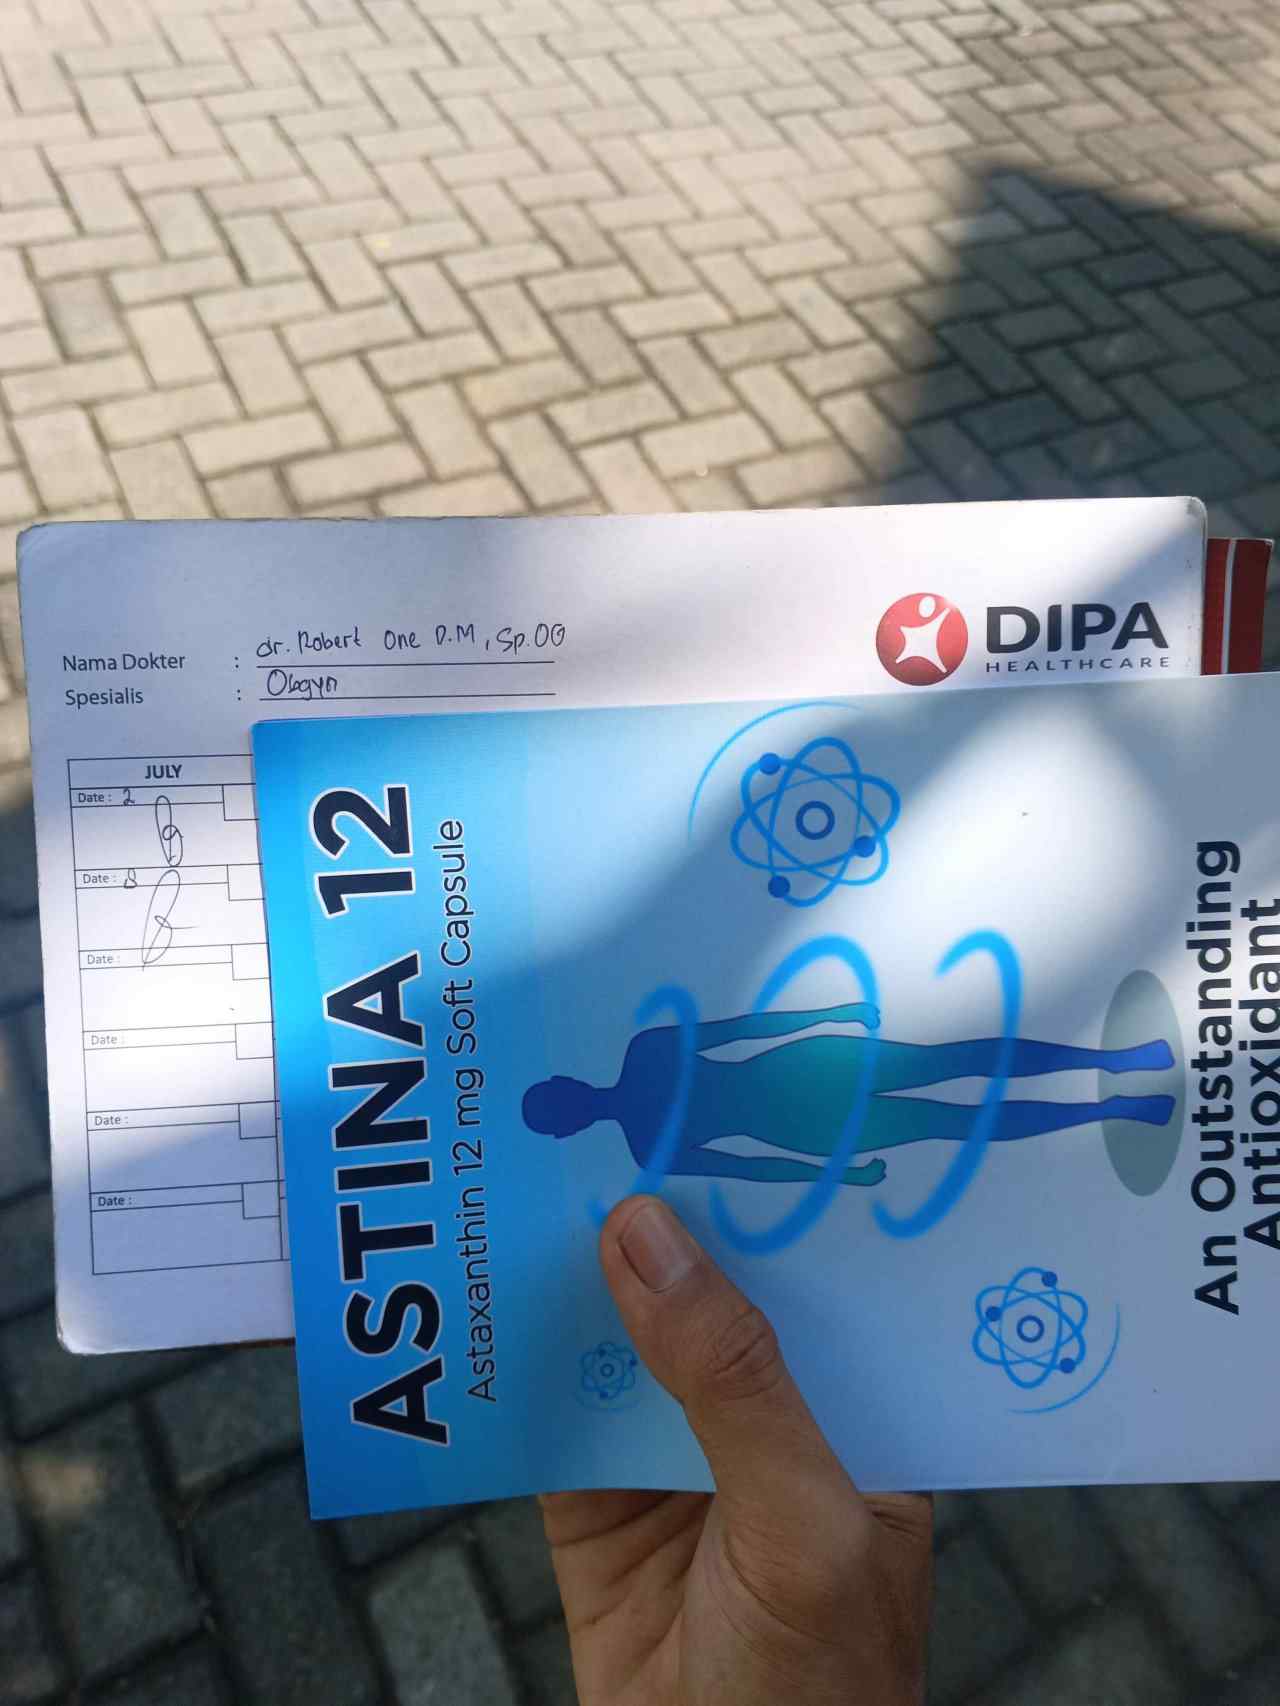 DIPA
HEALTHCARE
Nama Dokter : dr. Robert One D.M, Sp.OG
Spesialis : Obgyn
JULY
Date : 2
Date : 8
Date :
Date :
Date :
Date :
ASTINA 12
Astaxanthin 12 mg Soft Capsule
An Outstanding
Antioxidant